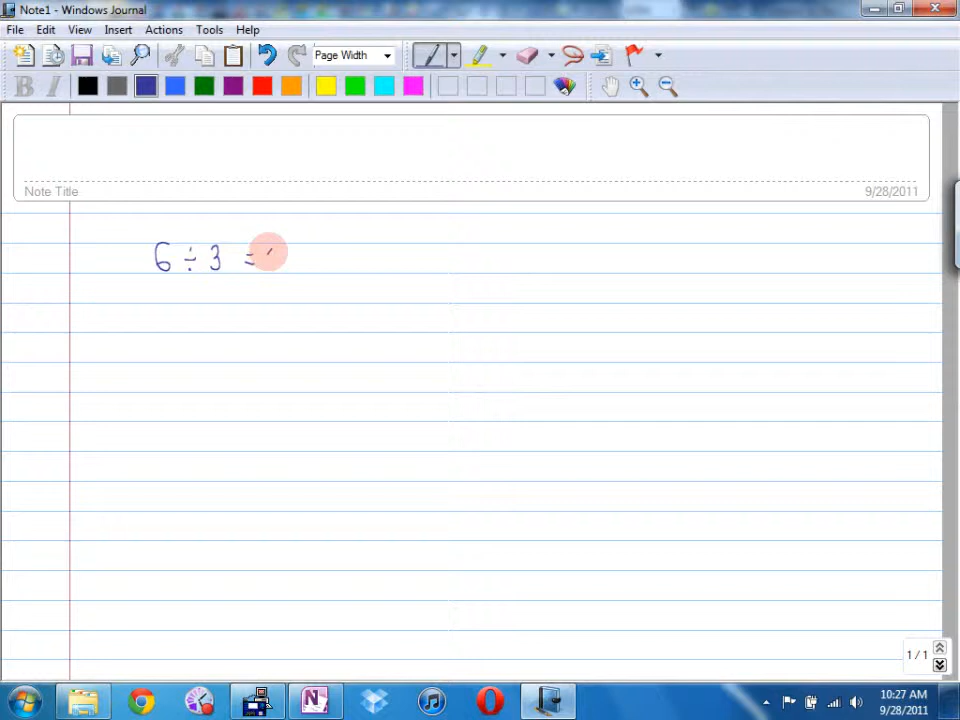 Note1 - Windows Journal
File Edit View Insert Actions Tools Help
Page Width
B I
Note Title 9/28/2011
6 ÷ 3 =
1 / 1
10:27 AM
9/28/2011